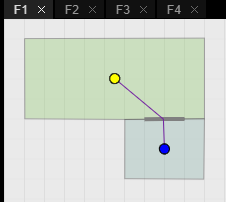 F1 × F2 × F3 × F4 ×